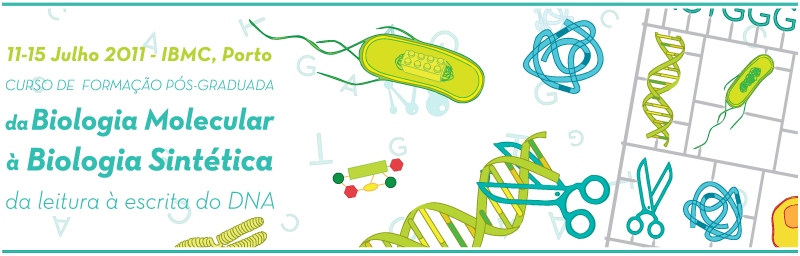 11-15 Julho 2011 - IBMC, Porto
CURSO DE FORMAÇÃO PÓS-GRADUADA
da Biologia Molecular
à Biologia Sintética
da leitura à escrita do DNA